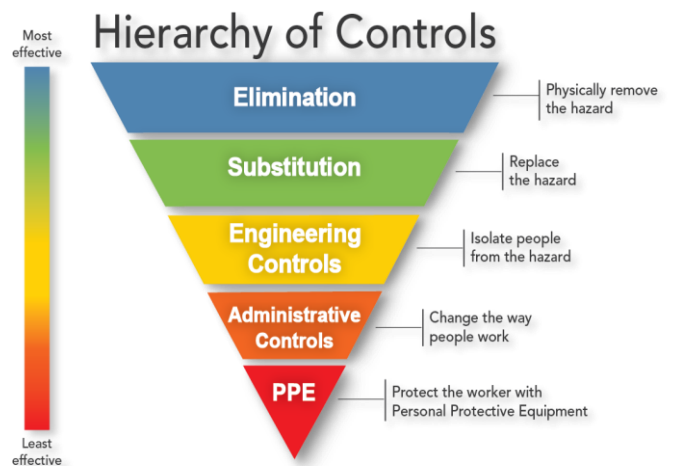 Hierarchy of Controls
Most
effective
Elimination
Physically remove
the hazard
Substitution
Replace
the hazard
Engineering
Controls
Isolate people
from the hazard
Administrative
Controls
Change the way
people work
PPE
Protect the worker with
Personal Protective Equipment
Least
effective